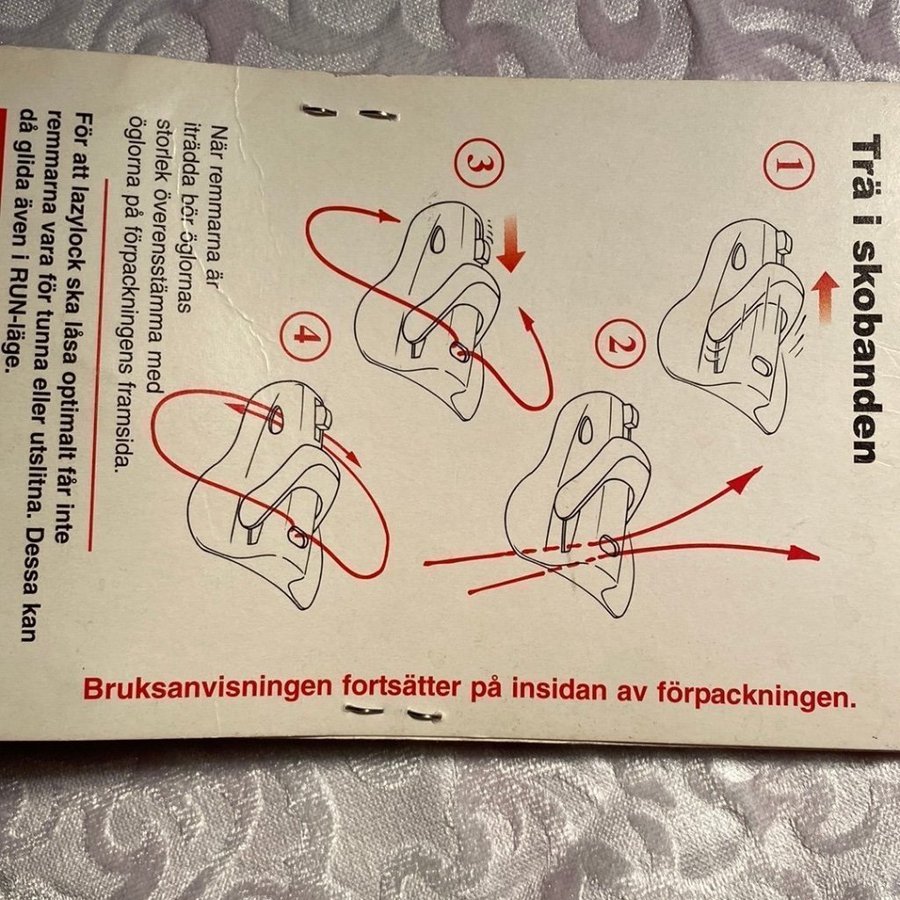 Trä i skobanden
1
2
3
4
När remmarna är
iträdda bör öglornas
storlek överensstämma med
öglorna på förpackningens framsida.
För att lazylock ska låsa optimalt får inte
remmarna vara för tunna eller utslitna. Dessa kan
då glida även i RUN-läge.
Bruksanvisningen fortsätter på insidan av förpackningen.